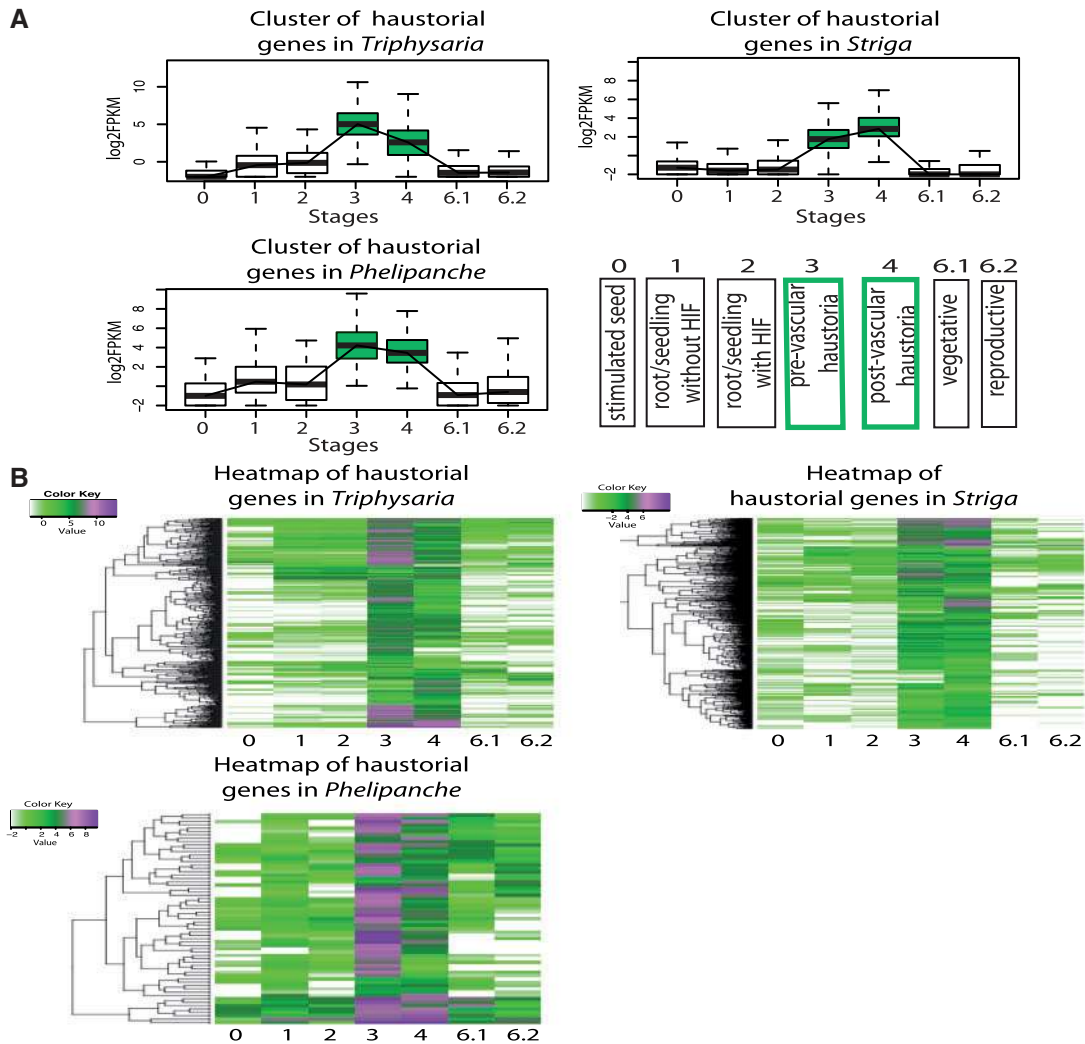 A
Cluster of haustorial
genes in Triphysaria
log2FPKM
10
5
0
0 1 2 3 4 6.1 6.2
Stages
Cluster of haustorial
genes in Striga
log2FPKM
8
6
4
2
-2
0 1 2 3 4 6.1 6.2
Stages
Cluster of haustorial
genes in Phelipanche
log2FPKM
8
6
4
2
-2
0 1 2 3 4 6.1 6.2
Stages
0 1 2 3 4 6.1 6.2
stimulated seed
root/seedling
without HIF
root/seedling
with HIF
pre-vascular
haustoria
post-vascular
haustoria
vegetative
reproductive
B
Heatmap of haustorial
genes in Triphysaria
Color Key
0 5 10
Value
0 1 2 3 4 6.1 6.2
Heatmap of
haustorial genes in Striga
Color Key
-2 2 4 6
Value
0 1 2 3 4 6.1 6.2
Heatmap of haustorial
genes in Phelipanche
Color Key
-2 0 2 4 6 8
Value
0 1 2 3 4 6.1 6.2